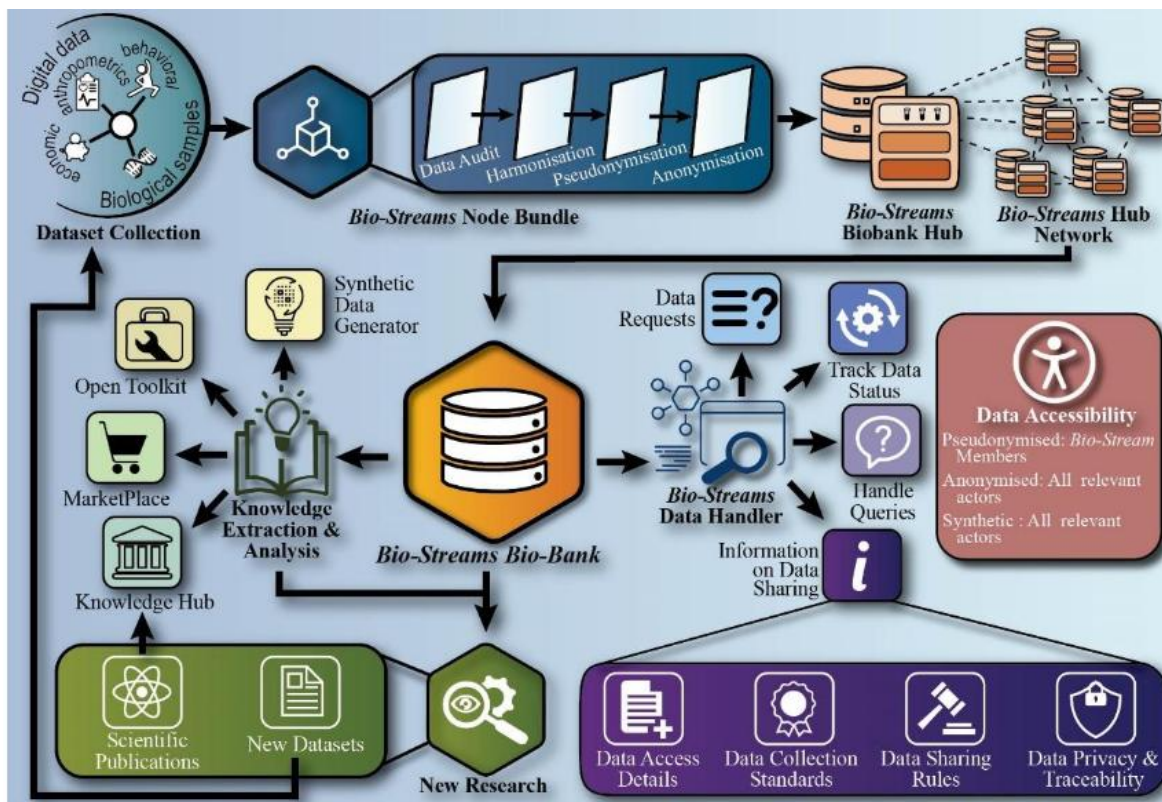 Digital data
anthropometrics
behavioral
economic
Biological samples
Dataset Collection
Data Audit
Harmonisation
Pseudonymisation
Anonymisation
Bio-Streams Node Bundle
Bio-Streams
Biobank Hub
Bio-Streams Hub
Network
Synthetic
Data
Generator
Open Toolkit
MarketPlace
Knowledge Hub
Knowledge
Extraction &
Analysis
Bio-Streams Bio-Bank
Data
Requests
?
Track Data
Status
?
Handle
Queries
Bio-Streams
Data Handler
Information
on Data
Sharing
i
Data Accessibility
Pseudonymised: Bio-Stream
Members
Anonymised: All relevant
actors
Synthetic : All relevant
actors
Scientific
Publications
New Datasets
New Research
Data Access
Details
Data Collection
Standards
Data Sharing
Rules
Data Privacy &
Traceability